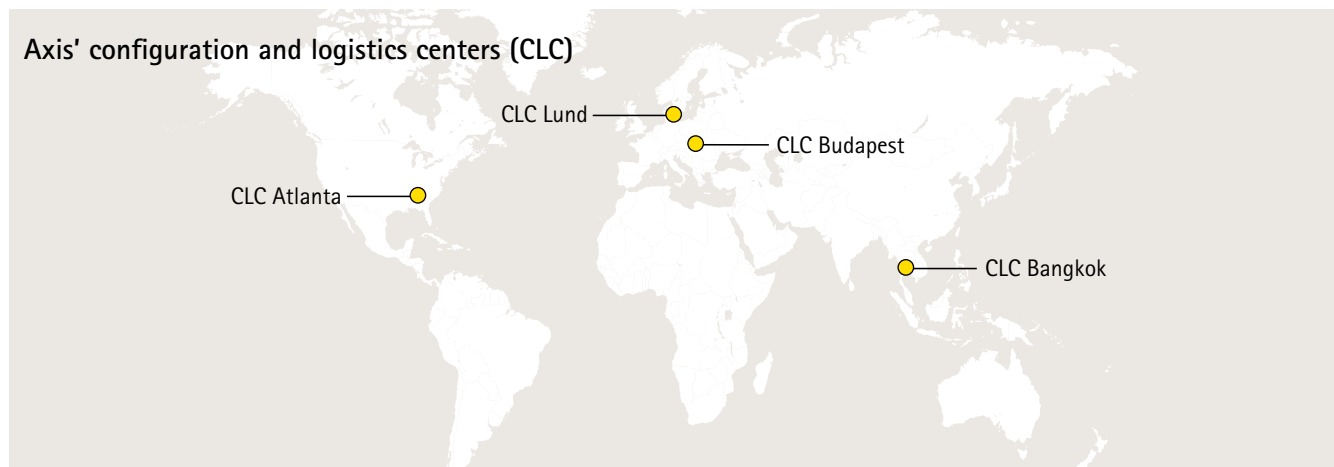 Axis' configuration and logistics centers (CLC)
CLC Lund
CLC Budapest
CLC Atlanta
CLC Bangkok